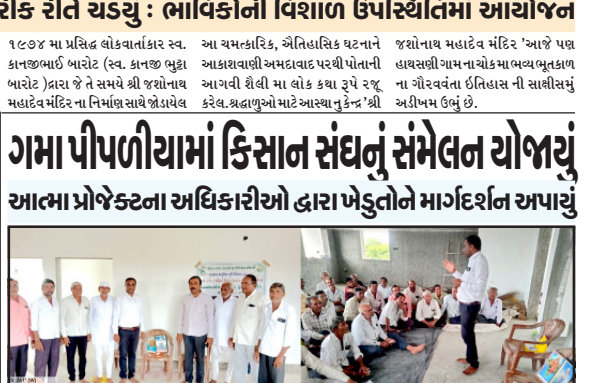 રીક રીતે ચડયું : ભાવિકોની વિશાળ ઉપસ્થિતિમાં આયોજન
૧૯૭૪ મા પ્રસિદ્ધ લોકવાર્તાકાર સ્વ.
કાનજીભાઈ બારોટ (સ્વ. કાનજી ભુટ્ટા
બારોટ )દ્રારા જે તે સમયે શ્રી જશોનાથ
મહાદેવ મંદિર ના નિર્માણ સાથે જોડાયેલ
આ ચમત્કારિક, ઐતિહાસિક ઘટનાને
આકાશવાણી અમદાવાદ પરથી પોતાની
આગવી શૈલી મા લોક કથા રૂપે રજૂ
કરેલ.શ્રદ્ધાળુઓ માટે આસ્થા નુ કેન્દ્ર 'શ્રી
જશોનાથ મહાદેવ મંદિર 'આજે પણ
હાથસણી ગામ ના ચોક મા ભવ્ય ભૂતકાળ
ના ગૌરવવંતા ઇતિહાસ ની સાક્ષીસમું
અડીખમ ઉભું છે.
ગમા પીપળીયામાં કિસાન સંઘનું સંમેલન યોજાયું
આત્મા પ્રોજેક્ટના અધિકારીઓ દ્વારા ખેડુતોને માર્ગદર્શન અપાયું